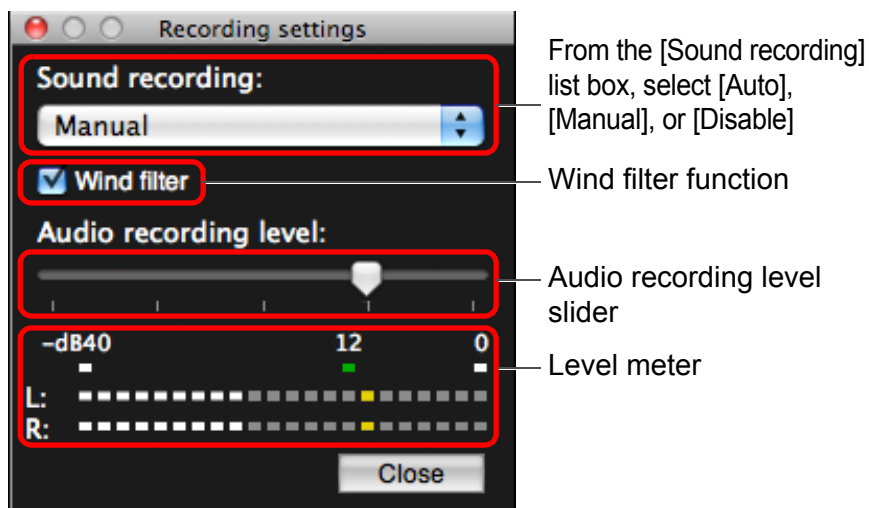 Recording settings
Sound recording:
Manual
Wind filter
Audio recording level:
-dB40 12 0
L:
R:
Close
From the [Sound recording]
list box, select [Auto],
[Manual], or [Disable]
Wind filter function
Audio recording level
slider
Level meter